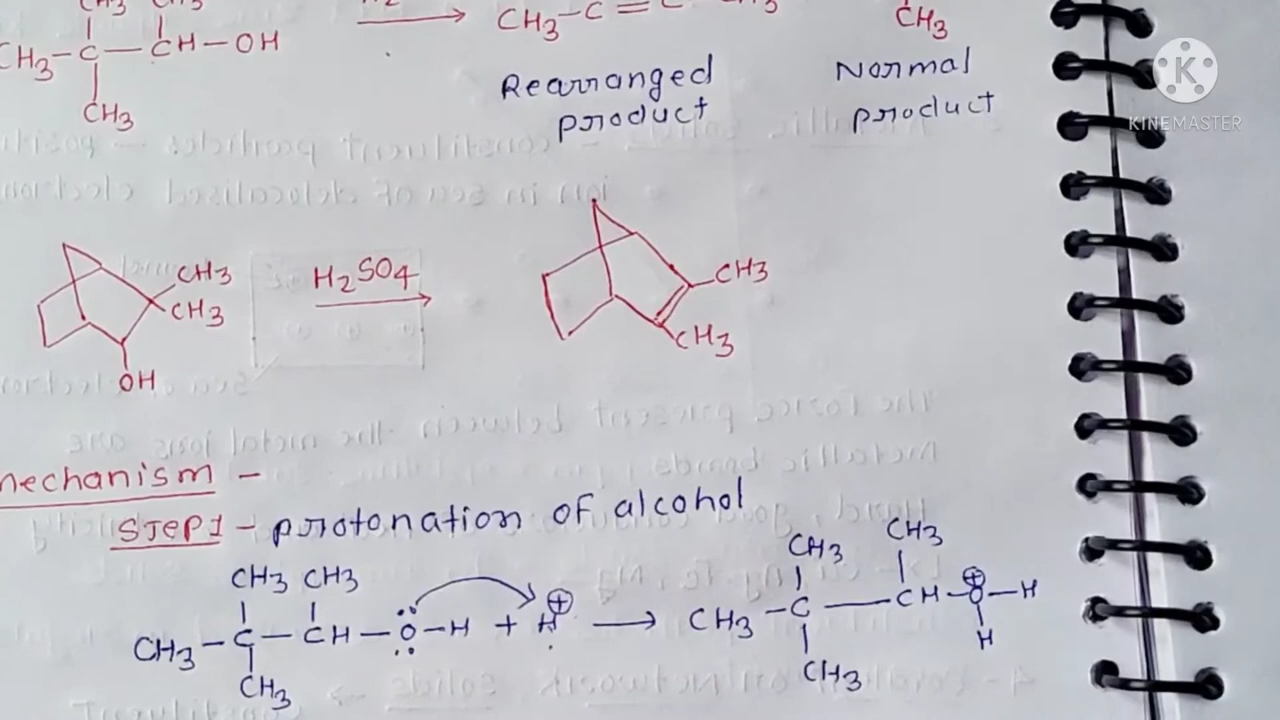 CH3-C-CH-OH
CH3
CH3-C=
CH3
Rearranged
product
Normal
product
KINEMASTER
CH3
CH3
OH
H2SO4
CH3
CH3
Mechanism -
STEP1 - protonation of alcohol
CH3 CH3
CH3-C-CH-O-H + H⊕ ⟶
CH3
CH3 CH3
CH3-C-CH-O⊕-H
CH3 H